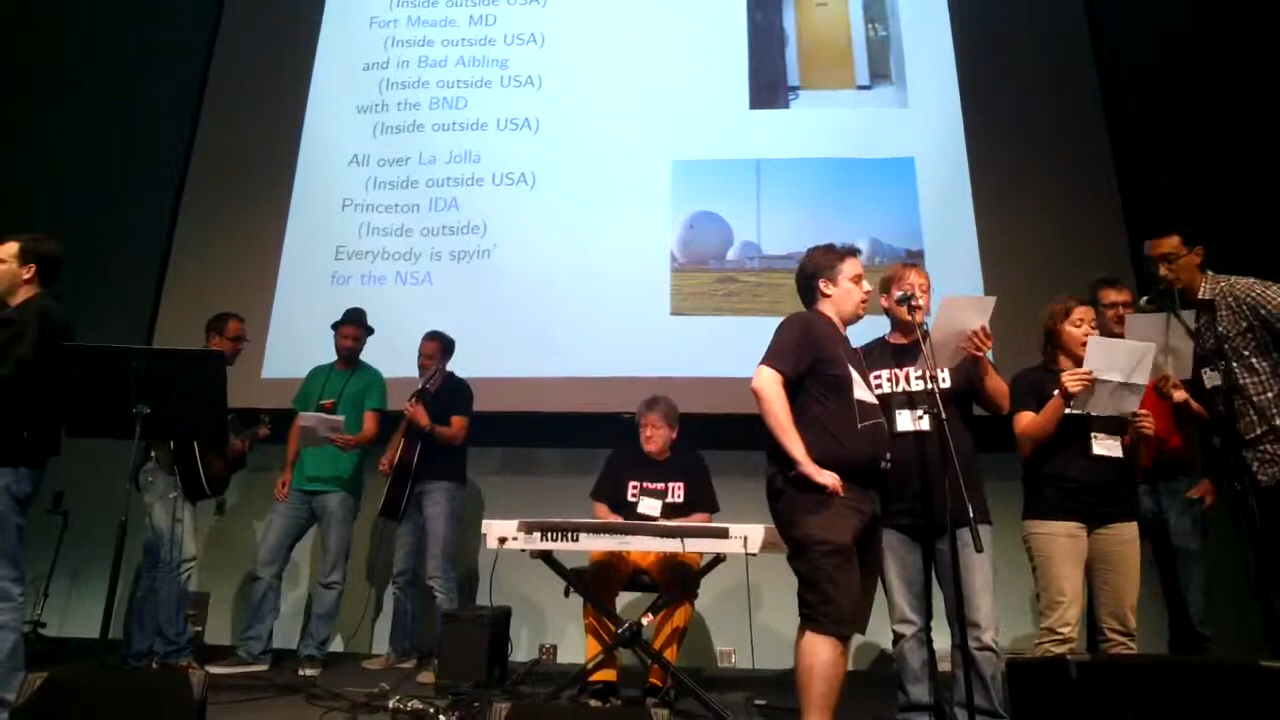 (Inside outside USA)
Fort Meade, MD
(Inside outside USA)
and in Bad Aibling
(Inside outside USA)
with the BND
(Inside outside USA)
All over La Jolla
(Inside outside USA)
Princeton IDA
(Inside outside)
Everybody is spyin'
for the NSA
KORG